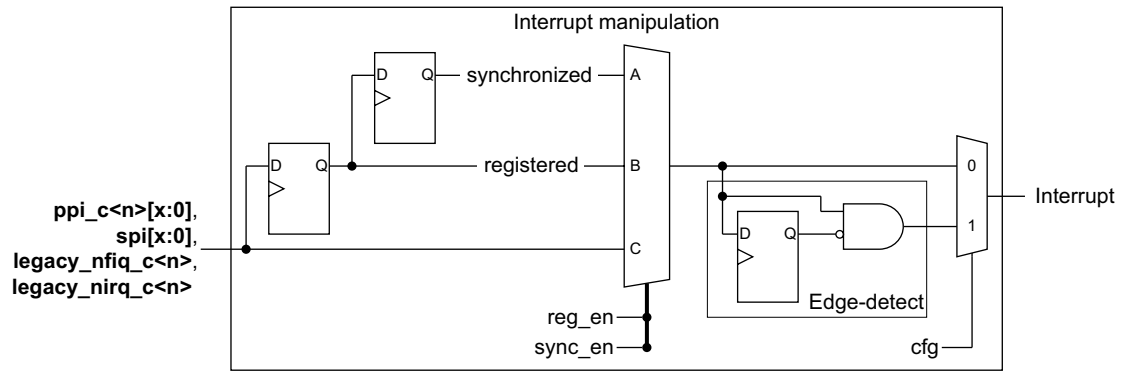 Interrupt manipulation
D Q synchronized A
D Q registered B 0
ppi_c<n>[x:0], Interrupt
spi[x:0], D Q 1
legacy_nfiq_c<n>, C
legacy_nirq_c<n>
Edge-detect
reg_en
sync_en cfg